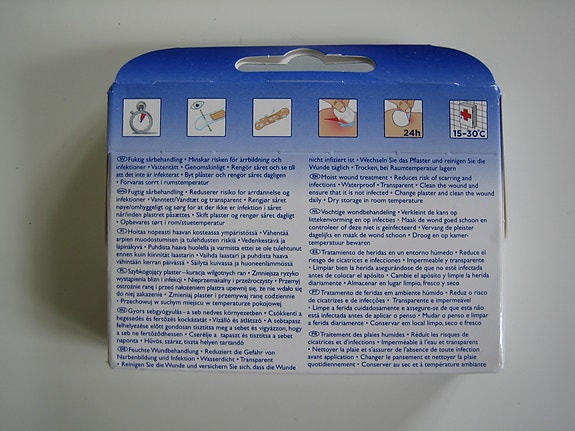 24h
15-30°C
SV Fuktig sårbehandling • Minskar risken för ärrbildning och
infektioner • Vattentätt • Genomskinligt • Rengör såret och se till
att det inte är infekterat • Byt plåster och rengör såret dagligen
• Förvaras torrt i rumstemperatur
Fugtig sårbehandling • Reduserer risiko for arrdannelse og
infektioner • Vanntett/Vandtæt og transparent • Rengjør såret
nøye/omhyggeligt og sørg for at der ikke er infektion i såret
når/inden plastret påsættes • Skift plaster og rengør såret dagligt
• Opbevares tørt i rom/stuetemperatur
FI Hoitaa nopeasti haavan kosteassa ympäristössä • Vähentää
arpien muodostumisen ja tulehdusten riskiä • Vedenkestävä ja
läpinäkyvä • Puhdista haava huolella ja varmista ettei se ole tulehtunut
ennen kuin kiinnität laastarin • Vaihda laastari ja puhdista haava
vähintään kerran päivässä • Säilytä kuivassa ja huoneenlämmössä
PL Szybkogojący plaster – kuracja wilgotnych ran • Zmniejsza ryzyko
wystąpienia blizn i infekcji • Nieprzemakalny i przeźroczysty • Przemyj
ostrożnie ranę i przed nałożeniem plastra upewnij się, że nie wdało się
do niej zakażenie • Zmieniaj plaster i przemywaj ranę codziennie
• Przechowuj w suchym miejscu w temperaturze pokojowej
HU Gyors sebgyógyulás – a seb nedves környezetben • Csökkenti a
hegesedés és fertőzés kockázatát • Vízálló és átlátszó • A sebtapasz
felhelyezése előtt gondosan tisztítsa meg a sebet és vigyázzon, hogy
a seb ne fertőződhessen • Cserélje a tapaszt és tisztítsa a sebet
naponta • Hűvös, száraz, tiszta helyen tartandó
DE Feuchte Wundbehandlung • Reduziert die Gefahr von
Narbenbildung und Infektion • Wasserdicht • Transparent
• Reinigen Sie die Wunde und versichern Sie sich, dass die Wunde
nicht infiziert ist • Wechseln Sie das Pflaster und reinigen Sie die
Wunde täglich • Trocken, bei Raumtemperatur lagern
EN Moist wound treatment • Reduces risk of scarring and
infections • Waterproof • Transparent • Clean the wound and
ensure that it is not infected • Change plaster and clean the wound
daily • Dry storage in room temperature
NL Vochtige wondbehandeling • Verkleint de kans op
littekenvorming en op infecties • Maak de wond goed schoon en
controleer of deze niet is geïnfecteerd • Vervang de pleister
dagelijks en maak de wond schoon • Droog en op kamer-
temperatuur bewaren
ES Tratamiento de heridas en un entorno húmedo • Reduce el
riesgo de cicatrices e infecciones • Impermeable y transparente
• Limpiar bien la herida asegurándose de que no esté infectada
antes de colocar al apósito • Cambie el apósito y limpie la herida
diariamente • Almacenar en lugar limpio, fresco y seco
PT Tratamento de feridas em ambiente húmido • Reduz o risco
de cicatrizes e de infecções • Transparente e impermeável
• Limpe a ferida cuidadosamente e assegure-se de que esta não
está infectada antes de aplicar o penso • Mudar o penso e limpar
a ferida diariamente • Conservar em local limpo, seco e fresco
FR Traitement des plaies humides • Réduit les risques de
cicatrices et d'infections • Imperméable à l'eau et transparent
• Nettoyer la plaie et s'assurer de l'absence de toute infection
avant application • Changer le pansement et nettoyer la plaie
quotidiennement • Conserver au sec et à température ambiante